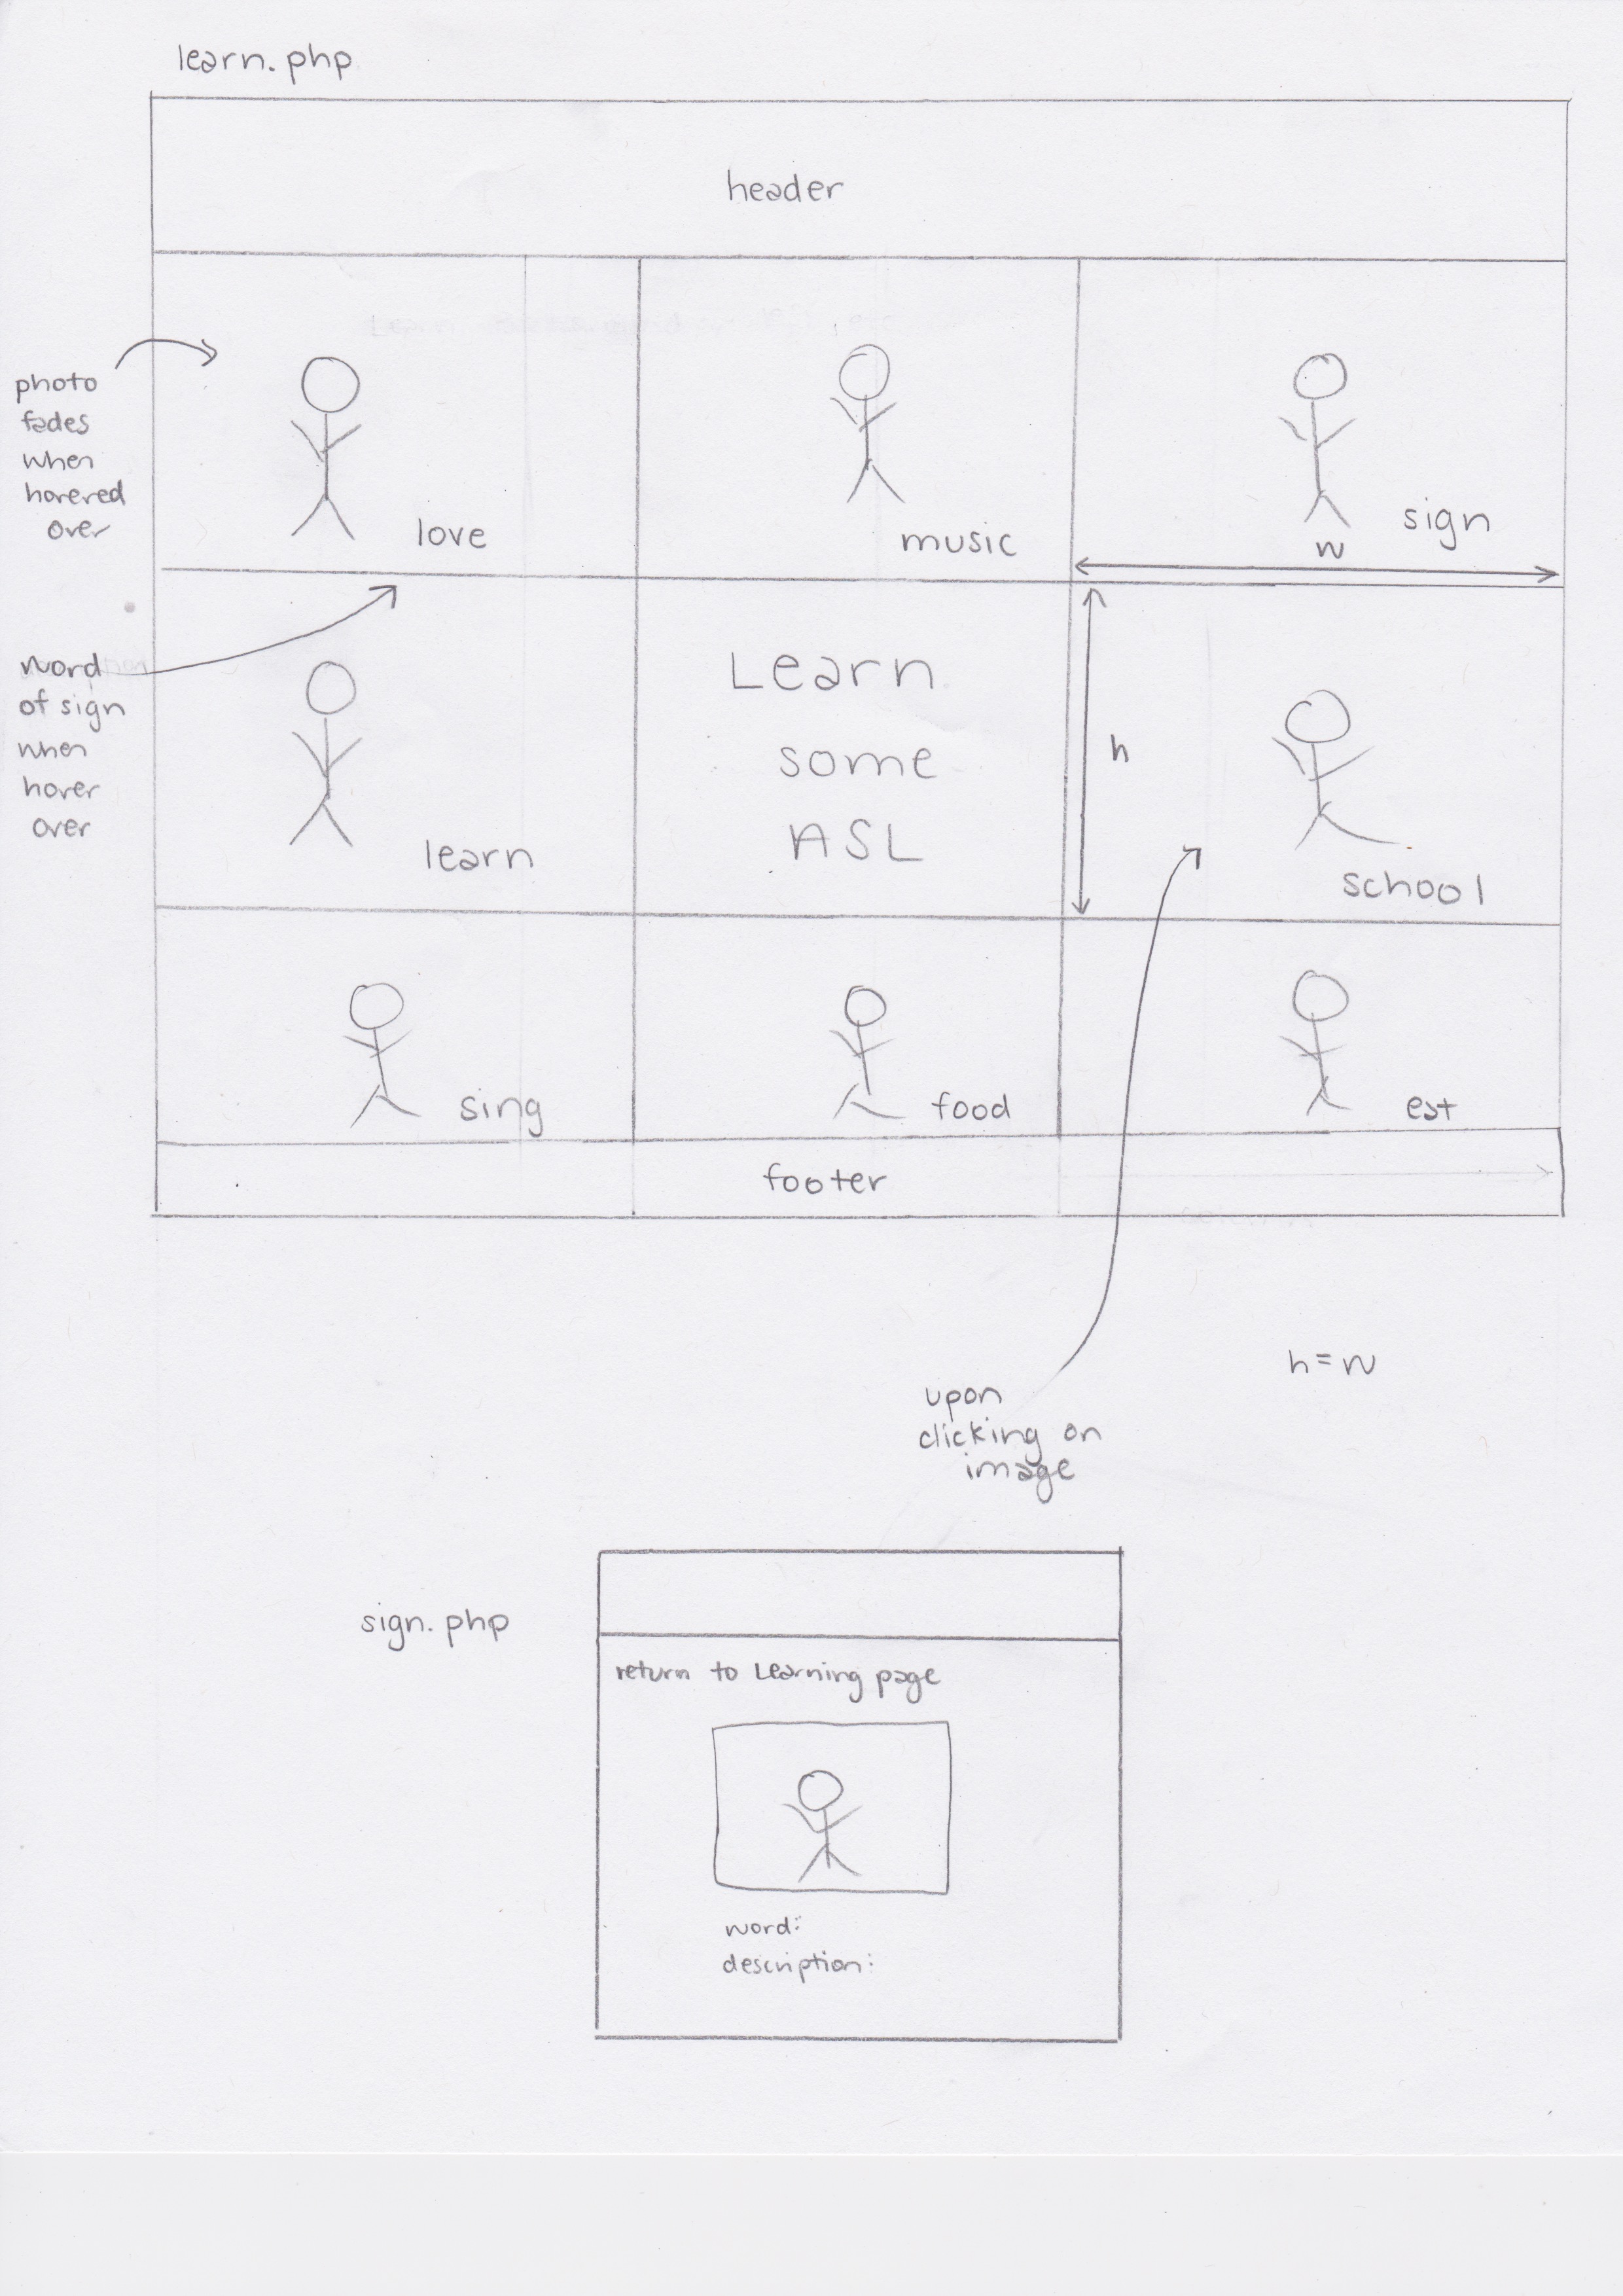 learn.php
header
photo
fades
when
hovered
over
love
music
sign
w
word
of sign
when
hover
over
learn
Learn
some
ASL
h
school
sing
food
eat
footer
h=w
upon
clicking on
image
sign.php
return to Learning page
word:
description: